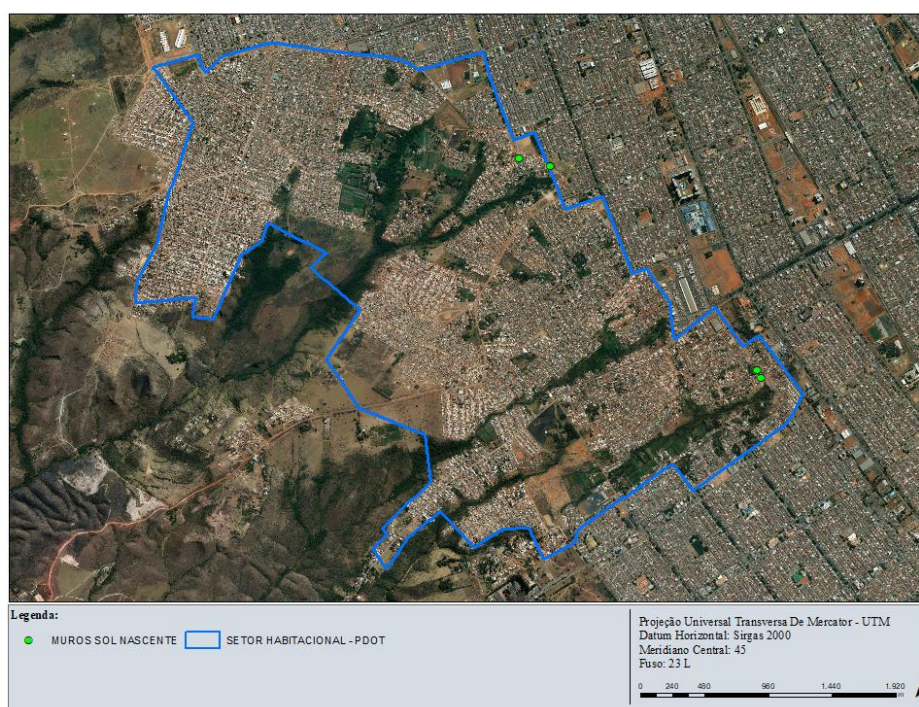 Legenda:
MUROS SOL NASCENTE
SETOR HABITACIONAL - PDOT
Projeção Universal Transversa De Mercator - UTM
Datum Horizontal: Sirgas 2000
Meridiano Central: 45
Fuso: 23 L
0 240 480 960 1.440 1.920
m